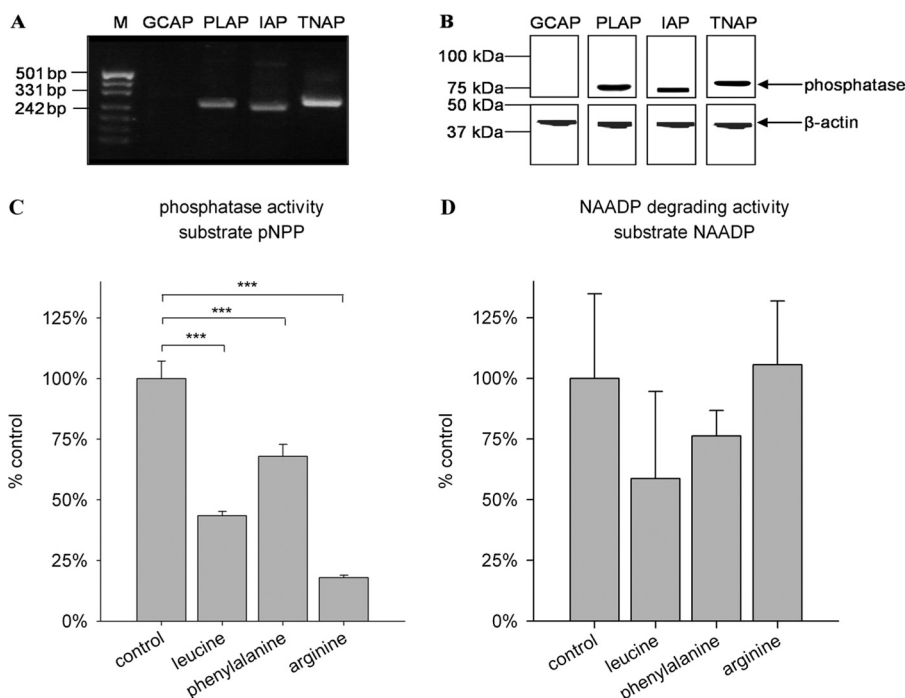 A
M GCAP PLAP IAP TNAP
501 bp
331 bp
242 bp
B
GCAP PLAP IAP TNAP
100 kDa
75 kDa
50 kDa
37 kDa
phosphatase
β-actin
C
phosphatase activity
substrate pNPP
% control
125%
100%
75%
50%
25%
0%
***
***
***
control leucine phenylalanine arginine
D
NAADP degrading activity
substrate NAADP
% control
125%
100%
75%
50%
25%
0%
control leucine phenylalanine arginine